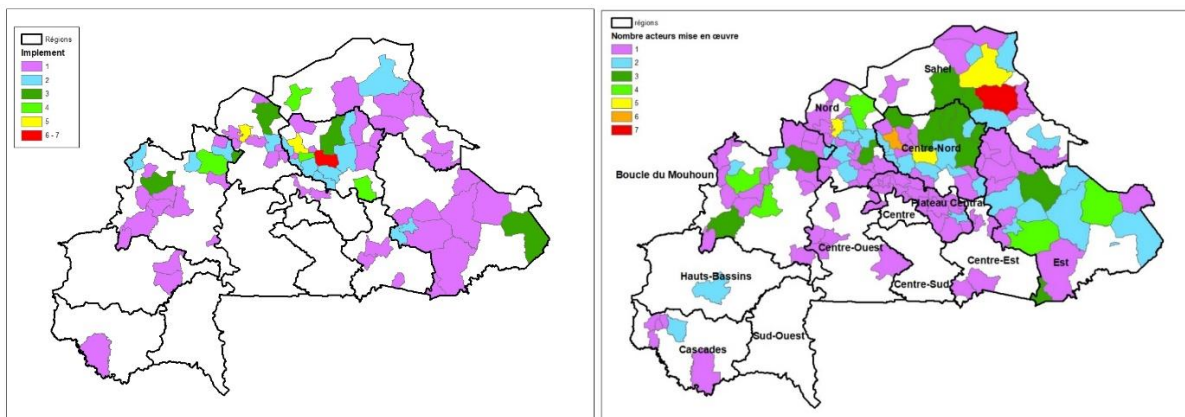 Régions
Implement
1
2
3
4
5
6 - 7
régions
Nombre acteurs mise en œuvre
1
2
3
4
5
6
7
Sahel
Nord
Centre-Nord
Boucle du Mouhoun
Plateau Central
Centre
Centre-Ouest
Centre-Est
Est
Hauts-Bassins
Centre-Sud
Sud-Ouest
Cascades